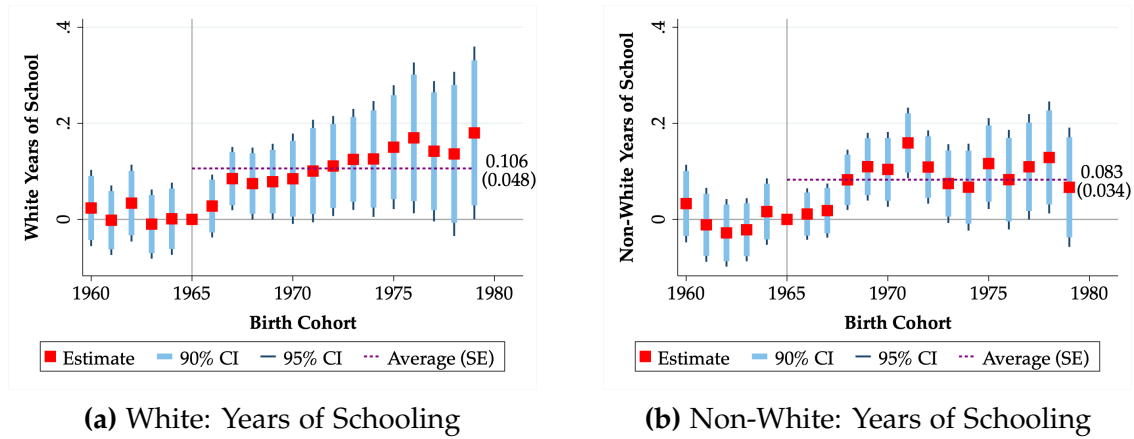 White Years of School
.4
.2
0
0.106
(0.048)
1960 1965 1970 1975 1980
Birth Cohort
Estimate 90% CI 95% CI Average (SE)
(a) White: Years of Schooling
Non-White Years of School
.4
.2
0
0.083
(0.034)
1960 1965 1970 1975 1980
Birth Cohort
Estimate 90% CI 95% CI Average (SE)
(b) Non-White: Years of Schooling